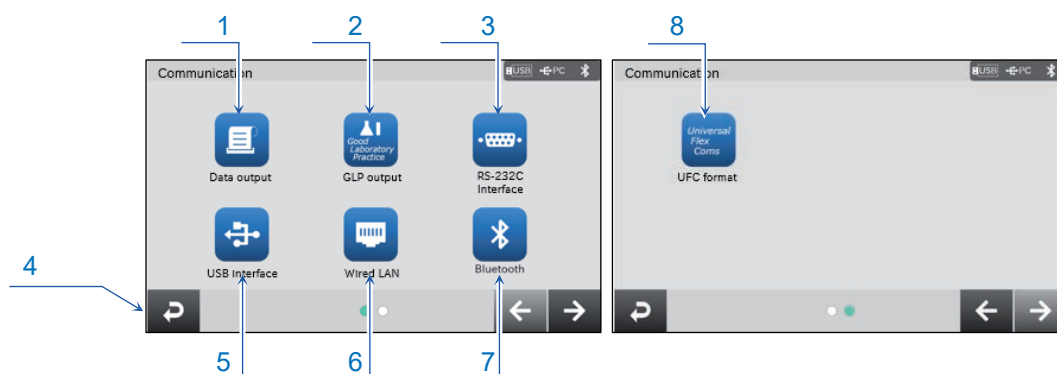 1
2
3
8
Communication
USB PC
Communication
USB PC
Good
Laboratory
Practice
Universal
Flex
Coms
Data output
GLP output
RS-232C
Interface
UFC format
USB Interface
Wired LAN
Bluetooth
4
5
6
7